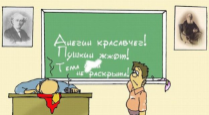 Онегин красавчег!
Пушкин жжот!
Тема
не раскрыта.